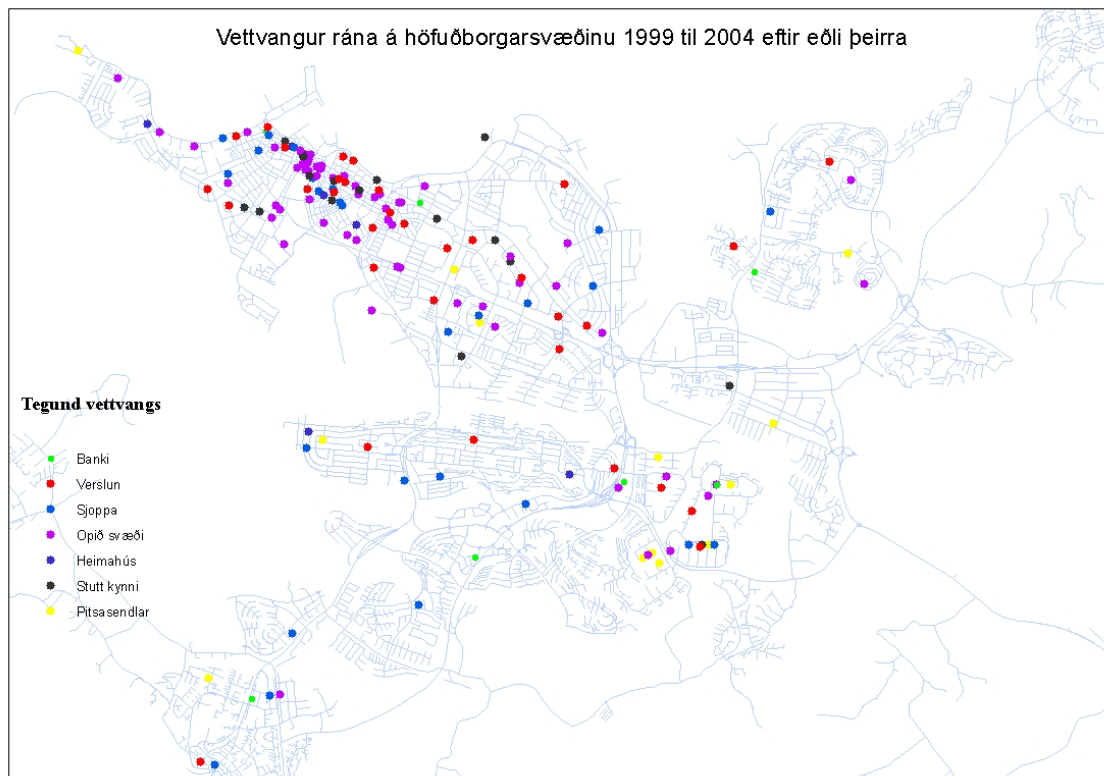 Vettvangur rána á höfuðborgarsvæðinu 1999 til 2004 eftir eðli þeirra
Tegund vettvangs
Banki
Verslun
Sjoppa
Opið svæði
Heimahús
Stutt kynni
Pitsasendlar